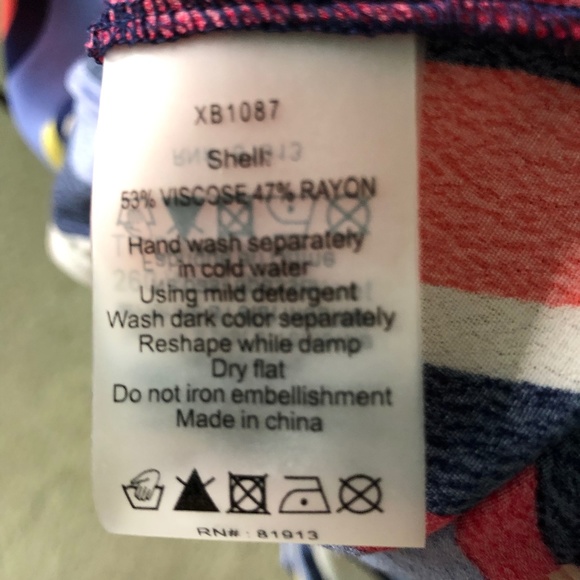 XB1087
Shell:
53% VISCOSE 47% RAYON
Hand wash separately
in cold water
Using mild detergent
Wash dark color separately
Reshape while damp
Dry flat
Do not iron embellishment
Made in china
RN# : 81913